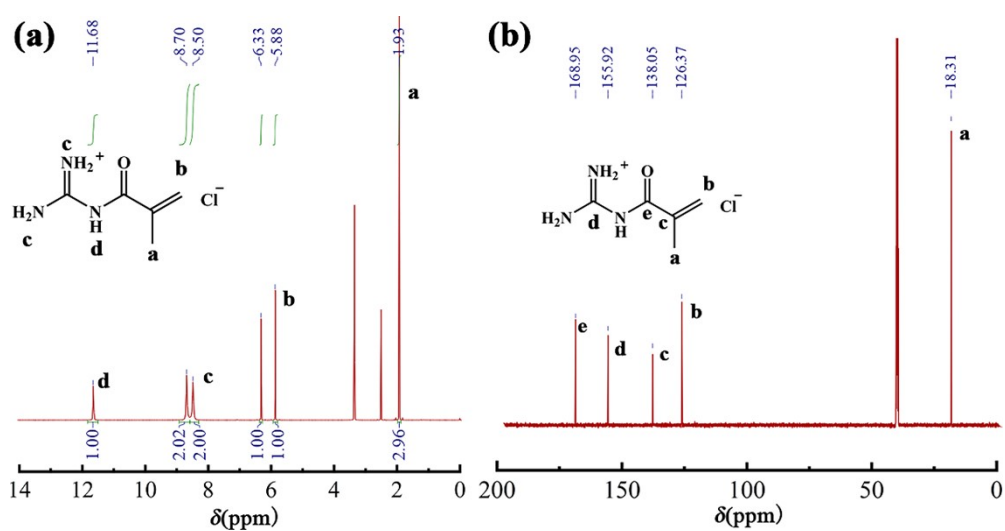 (a)
11.68
8.70
8.50
6.33
5.88
1.93
a
c
NH2+
O
b
H2N
N
H
Cl−
c
d
a
b
d
c
1.00
2.02
2.00
1.00
1.00
2.96
14 12 10 8 6 4 2 0
δ(ppm)
(b)
168.95
155.92
138.05
126.37
18.31
a
NH2+
O
b
H2N
d
N
H
e
c
Cl−
a
e
d
c
b
200 150 100 50 0
δ(ppm)